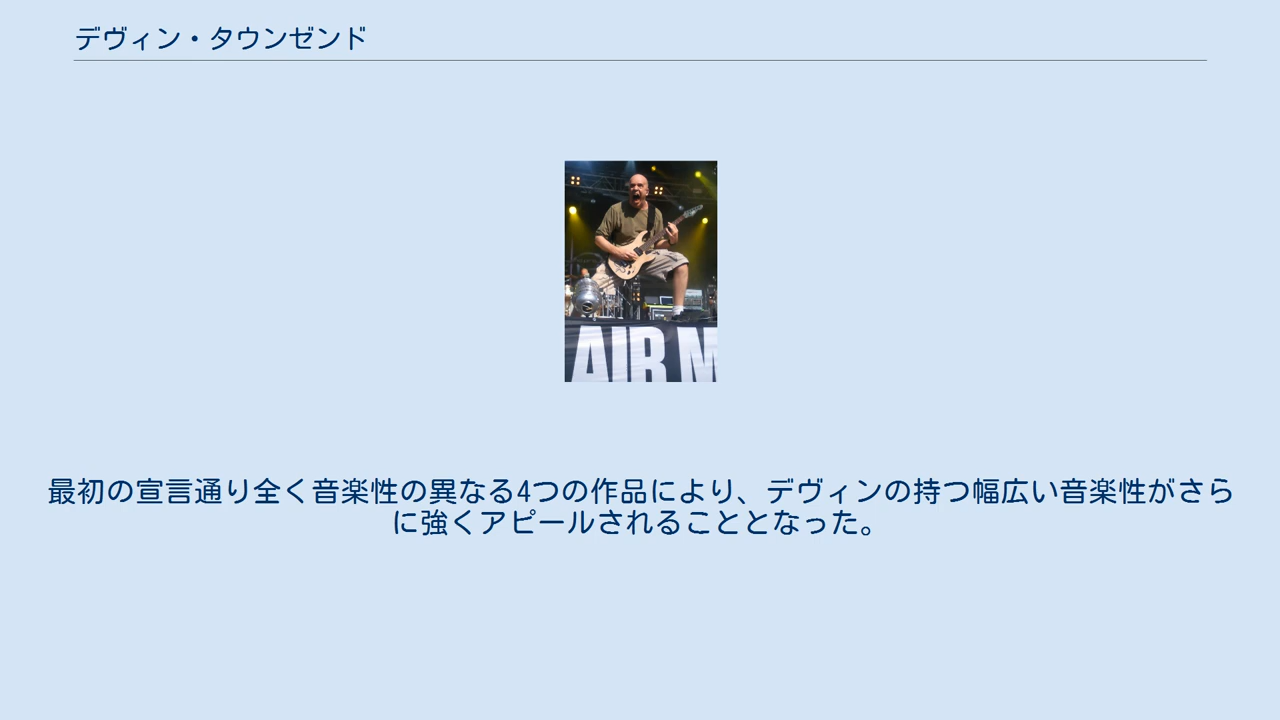 デヴィン・タウンゼンド
AIR M
最初の宣言通り全く音楽性の異なる4つの作品により、デヴィンの持つ幅広い音楽性がさら
に強くアピールされることとなった。